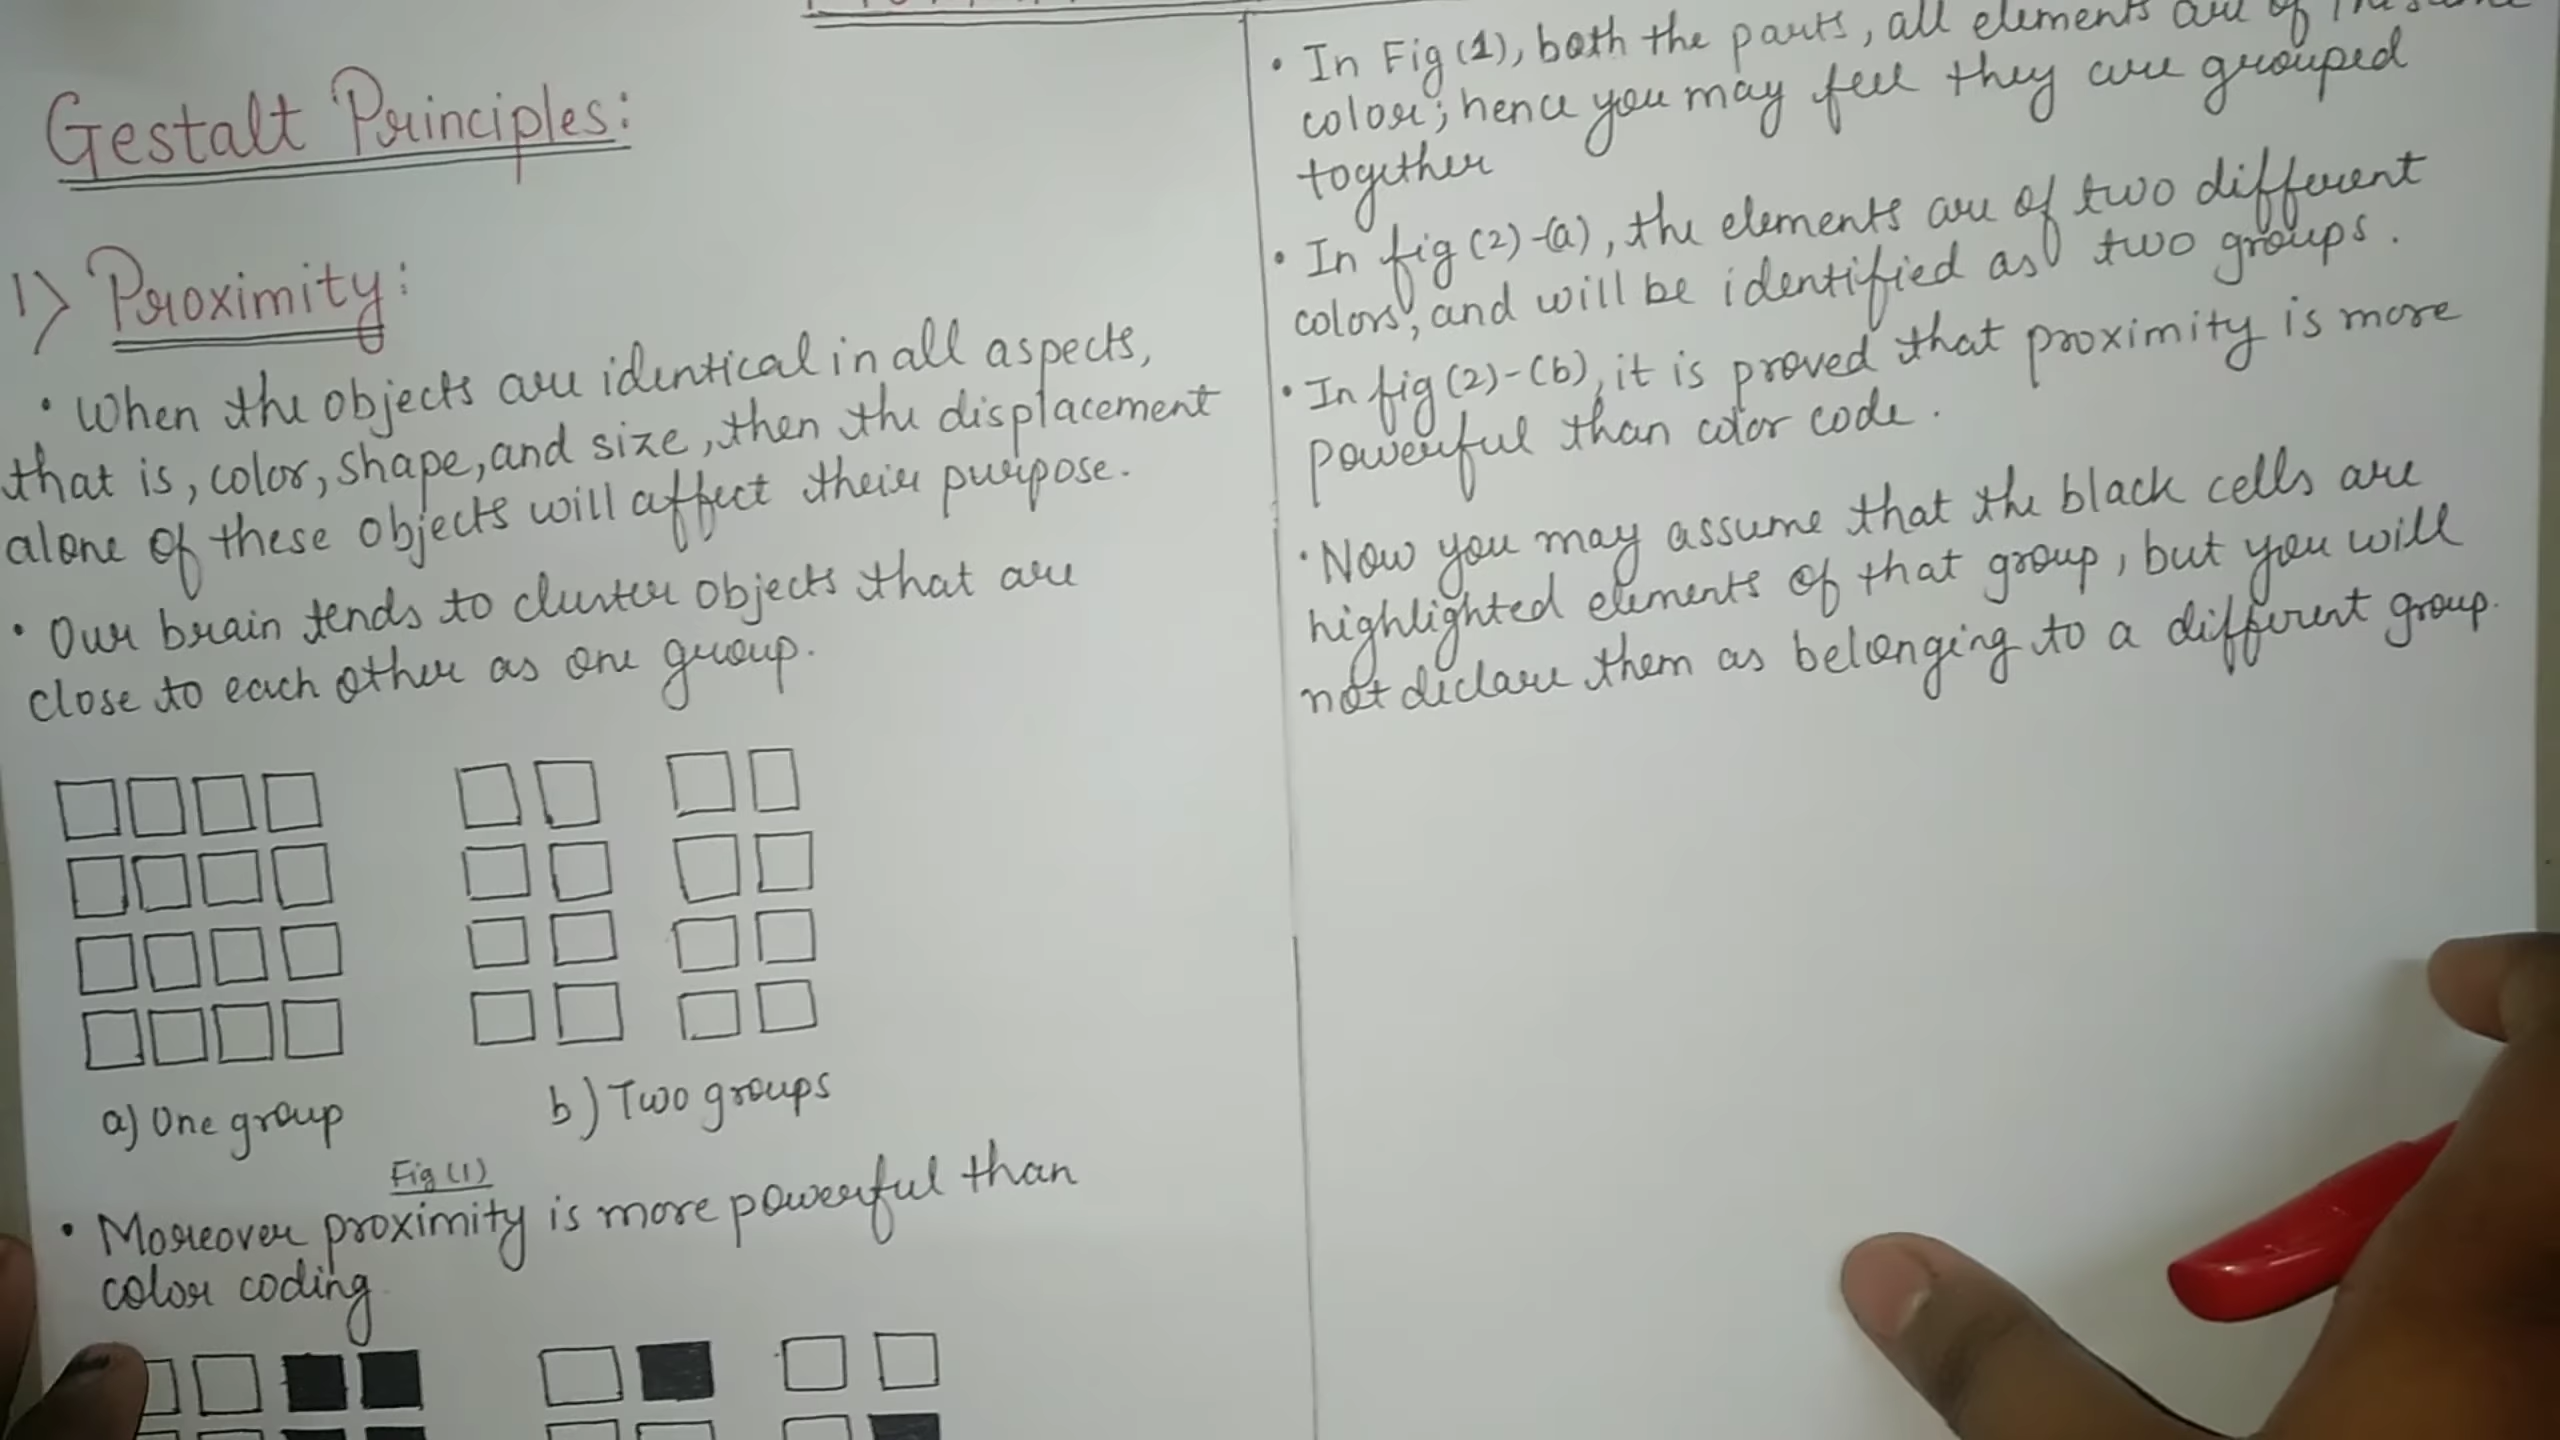 Gestalt Principles:
1) Proximity:
• When the objects are identical in all aspects,
that is, color, shape, and size, then the displacement
alone of these objects will affect their purpose.
• Our brain tends to cluster objects that are
close to each other as one group.
a) One group
b) Two groups
Fig (1)
• Moreover proximity is more powerful than
color coding
• In Fig (1), both the parts, all elements are of
color; hence you may feel they are grouped
together
• In fig (2)-(a), the elements are of two different
colors, and will be identified as two groups.
• In fig (2)-(b), it is proved that proximity is more
powerful than color code.
• Now you may assume that the black cells are
highlighted elements of that group, but you will
not declare them as belonging to a different group.